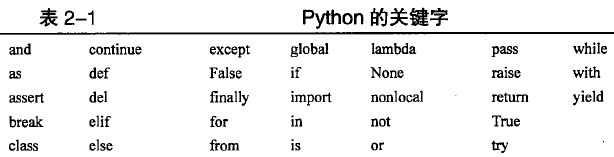 表 2-1 Python 的关键字
and continue except global lambda pass while
as def False if None raise with
assert del finally import nonlocal return yield
break elif for in not True
class else from is or try